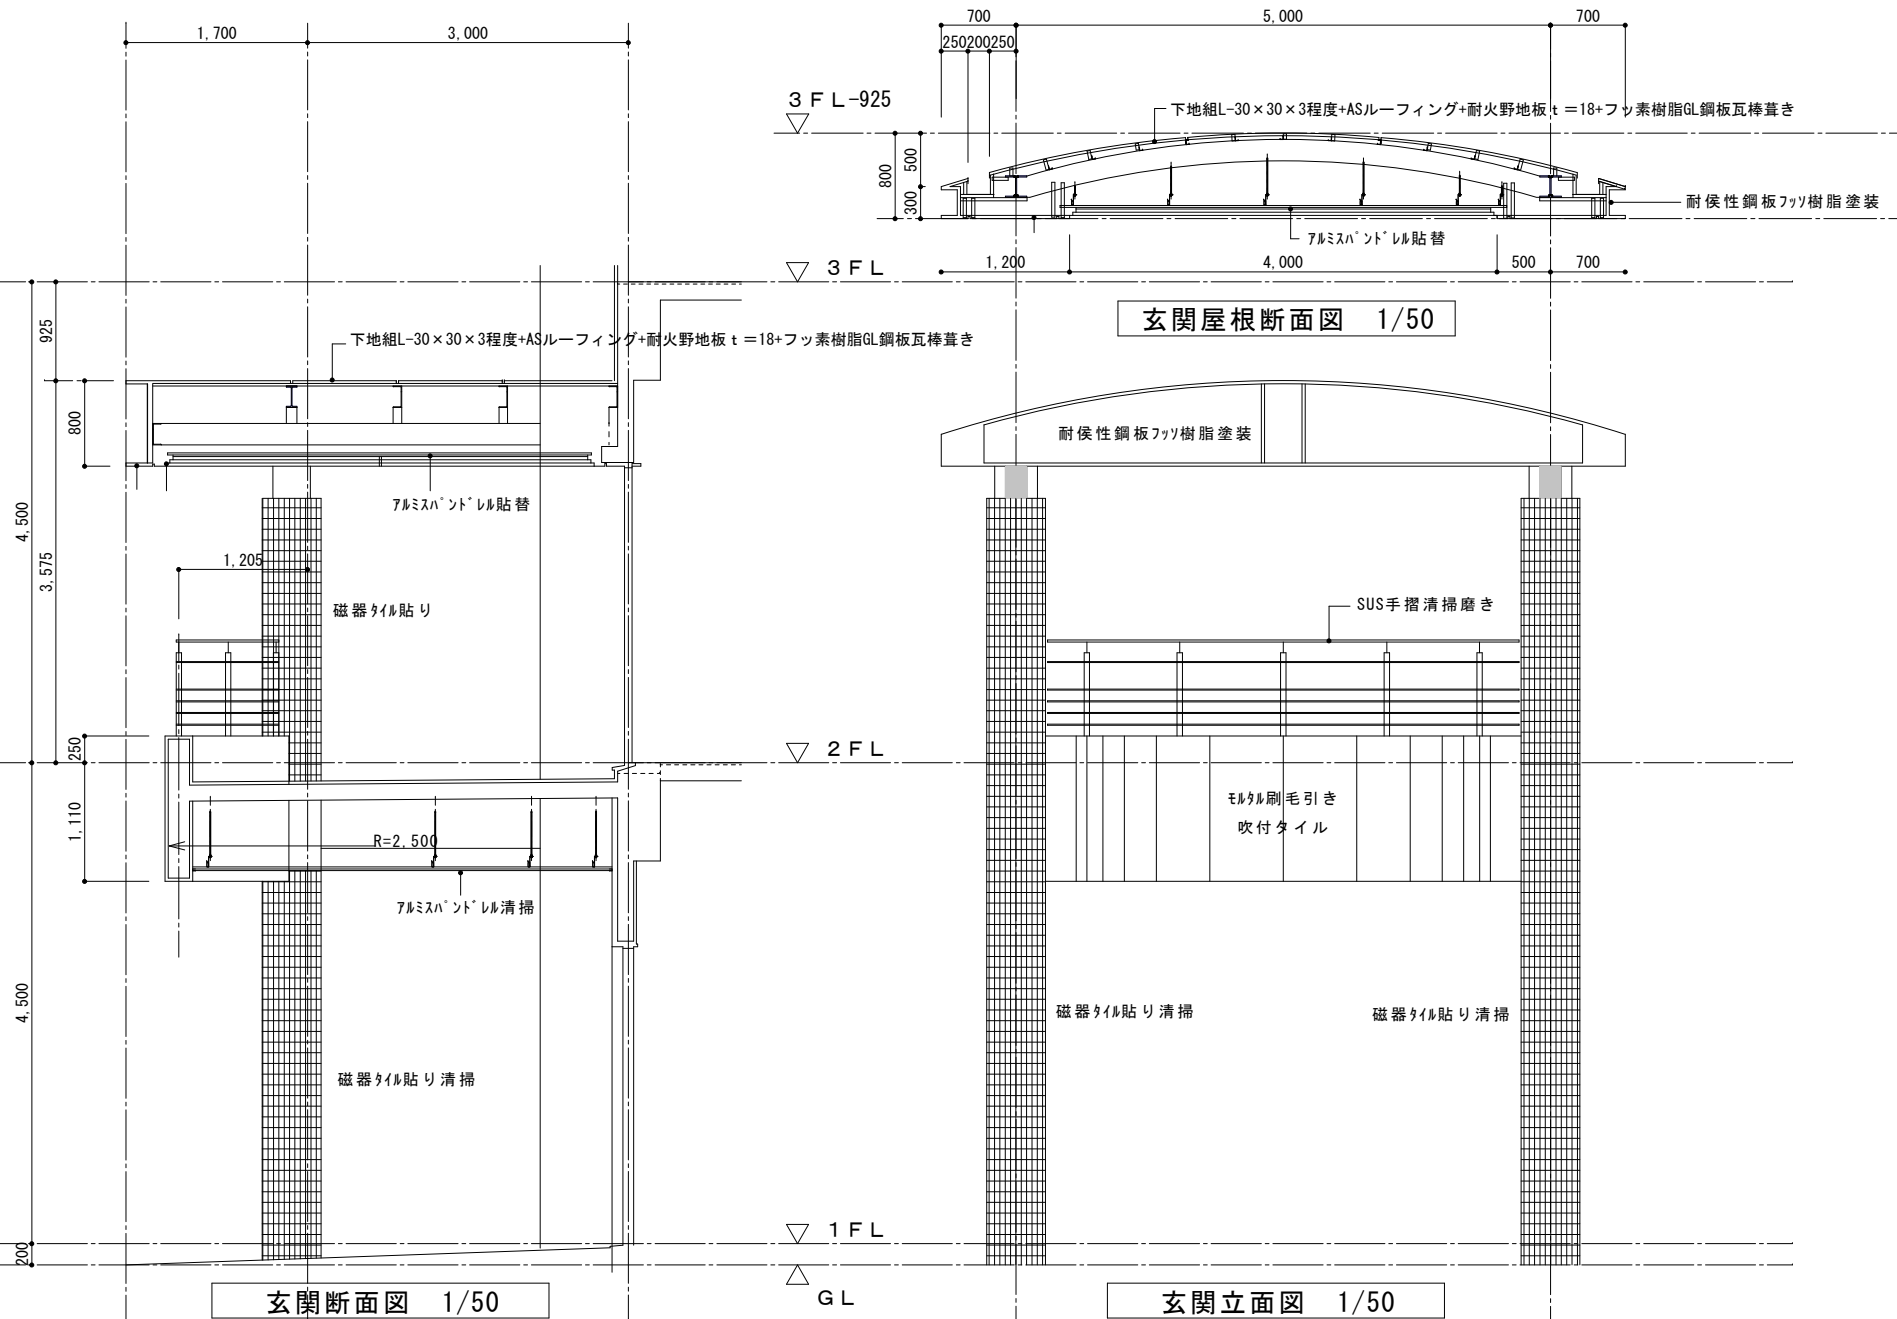 1,700
3,000
700
5,000
700
250
200
250
3FL-925
下地組L-30×30×3程度+ASルーフィング+耐火野地板ｔ＝18+フッ素樹脂GL鋼板瓦棒葺き
800
500
300
耐侯性鋼板ﾌｯｿ樹脂塗装
ｱﾙﾐｽﾊﾟﾝﾄﾞﾚﾙ貼替
1,200
4,000
500
700
3FL
玄関屋根断面図 1/50
925
下地組L-30×30×3程度+ASルーフィング+耐火野地板ｔ＝18+フッ素樹脂GL鋼板瓦棒葺き
800
耐侯性鋼板ﾌｯｿ樹脂塗装
ｱﾙﾐｽﾊﾟﾝﾄﾞﾚﾙ貼替
4,500
3,575
1,205
磁器ﾀｲﾙ貼り
SUS手摺清掃磨き
250
2FL
1,110
R=2,500
ﾓﾙﾀﾙ刷毛引き
吹付タイル
ｱﾙﾐｽﾊﾟﾝﾄﾞﾚﾙ清掃
4,500
磁器ﾀｲﾙ貼り清掃
磁器ﾀｲﾙ貼り清掃
磁器ﾀｲﾙ貼り清掃
200
1FL
GL
玄関断面図 1/50
玄関立面図 1/50